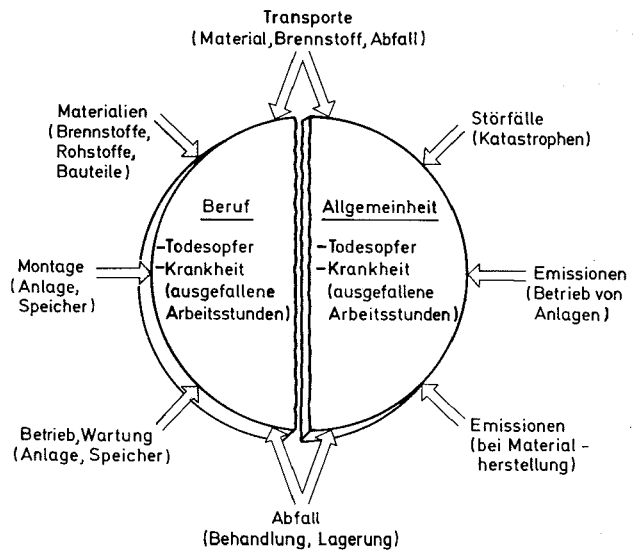 Transporte
(Material, Brennstoff, Abfall)
Materialien
(Brennstoffe,
Rohstoffe,
Bauteile)
Störfälle
(Katastrophen)
Beruf
-Todesopfer
-Krankheit
(ausgefallene
Arbeitsstunden)
Allgemeinheit
-Todesopfer
-Krankheit
(ausgefallene
Arbeitsstunden)
Montage
(Anlage,
Speicher)
Emissionen
(Betrieb von
Anlagen)
Betrieb, Wartung
(Anlage, Speicher)
Emissionen
(bei Material-
herstellung)
Abfall
(Behandlung, Lagerung)